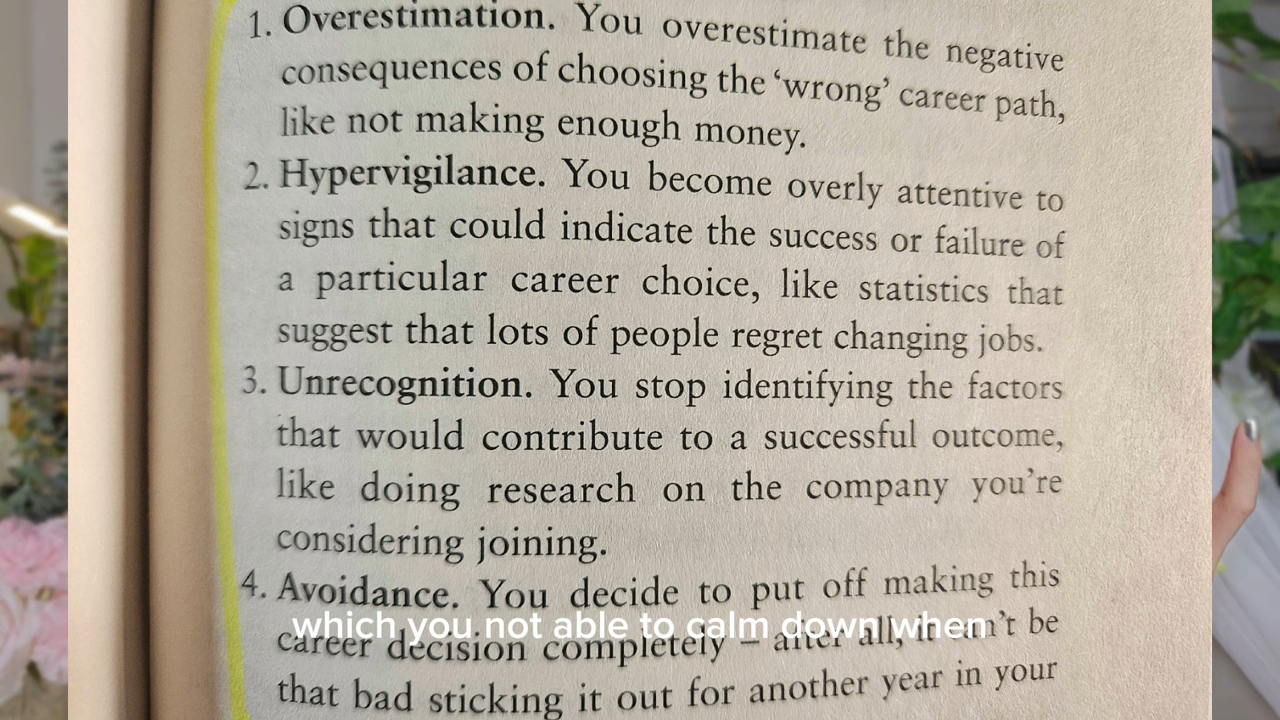 1. Overestimation. You overestimate the negative
consequences of choosing the ‘wrong’ career path,
like not making enough money.
2. Hypervigilance. You become overly attentive to
signs that could indicate the success or failure of
a particular career choice, like statistics that
suggest that lots of people regret changing jobs.
3. Unrecognition. You stop identifying the factors
that would contribute to a successful outcome,
like doing research on the company you’re
considering joining.
4. Avoidance. You decide to put off making this
which you not able to calm down when
career decision completely – after all, it can’t be
that bad sticking it out for another year in your